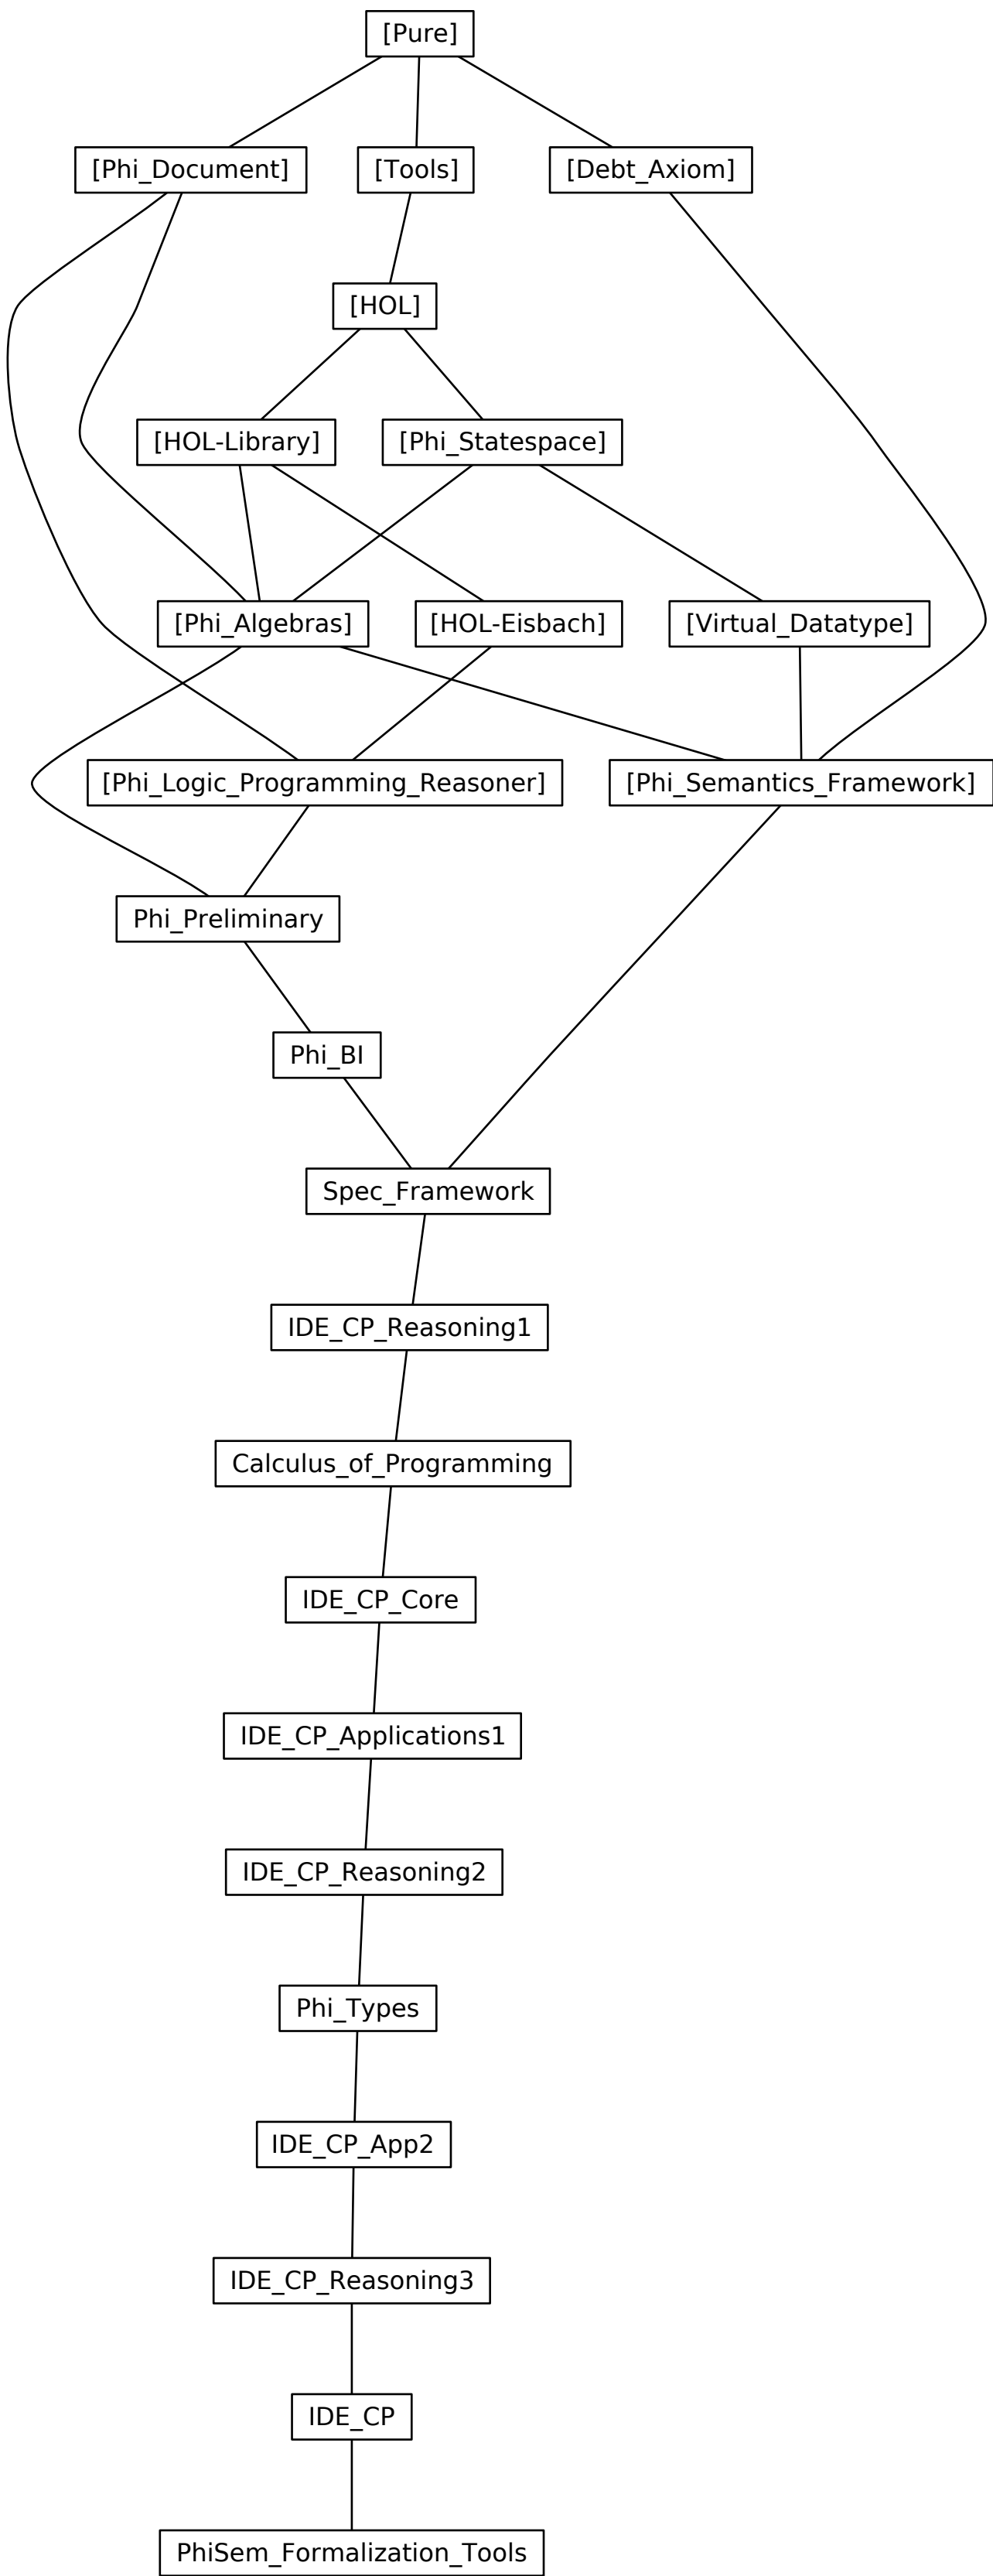 [Pure]
[Phi_Document]
[Tools]
[Debt_Axiom]
[HOL]
[HOL-Library]
[Phi_Statespace]
[Phi_Algebras]
[HOL-Eisbach]
[Virtual_Datatype]
[Phi_Logic_Programming_Reasoner]
[Phi_Semantics_Framework]
Phi_Preliminary
Phi_BI
Spec_Framework
IDE_CP_Reasoning1
Calculus_of_Programming
IDE_CP_Core
IDE_CP_Applications1
IDE_CP_Reasoning2
Phi_Types
IDE_CP_App2
IDE_CP_Reasoning3
IDE_CP
PhiSem_Formalization_Tools